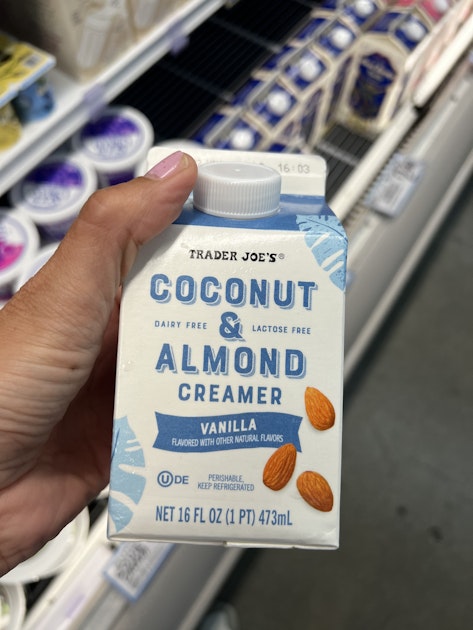 16:03
TRADER JOE'S®
COCONUT
DAIRY FREE & LACTOSE FREE
ALMOND
CREAMER
VANILLA
FLAVORED WITH OTHER NATURAL FLAVORS
U DE
PERISHABLE,
KEEP REFRIGERATED
NET 16 FL OZ (1 PT) 473mL